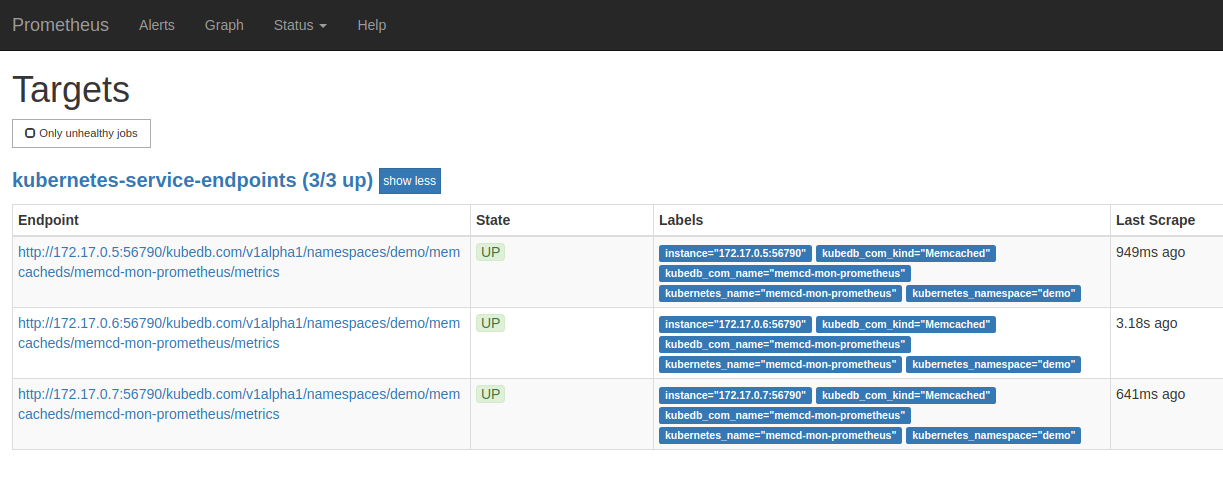 Prometheus Alerts Graph Status Help
Targets
Only unhealthy jobs
kubernetes-service-endpoints (3/3 up) show less
Endpoint State Labels Last Scrape
http://172.17.0.5:56790/kubedb.com/v1alpha1/namespaces/demo/mem UP instance="172.17.0.5:56790" kubedb_com_kind="Memcached" 949ms ago
cacheds/memcd-mon-prometheus/metrics kubedb_com_name="memcd-mon-prometheus"
kubernetes_name="memcd-mon-prometheus" kubernetes_namespace="demo"
http://172.17.0.6:56790/kubedb.com/v1alpha1/namespaces/demo/mem UP instance="172.17.0.6:56790" kubedb_com_kind="Memcached" 3.18s ago
cacheds/memcd-mon-prometheus/metrics kubedb_com_name="memcd-mon-prometheus"
kubernetes_name="memcd-mon-prometheus" kubernetes_namespace="demo"
http://172.17.0.7:56790/kubedb.com/v1alpha1/namespaces/demo/mem UP instance="172.17.0.7:56790" kubedb_com_kind="Memcached" 641ms ago
cacheds/memcd-mon-prometheus/metrics kubedb_com_name="memcd-mon-prometheus"
kubernetes_name="memcd-mon-prometheus" kubernetes_namespace="demo"